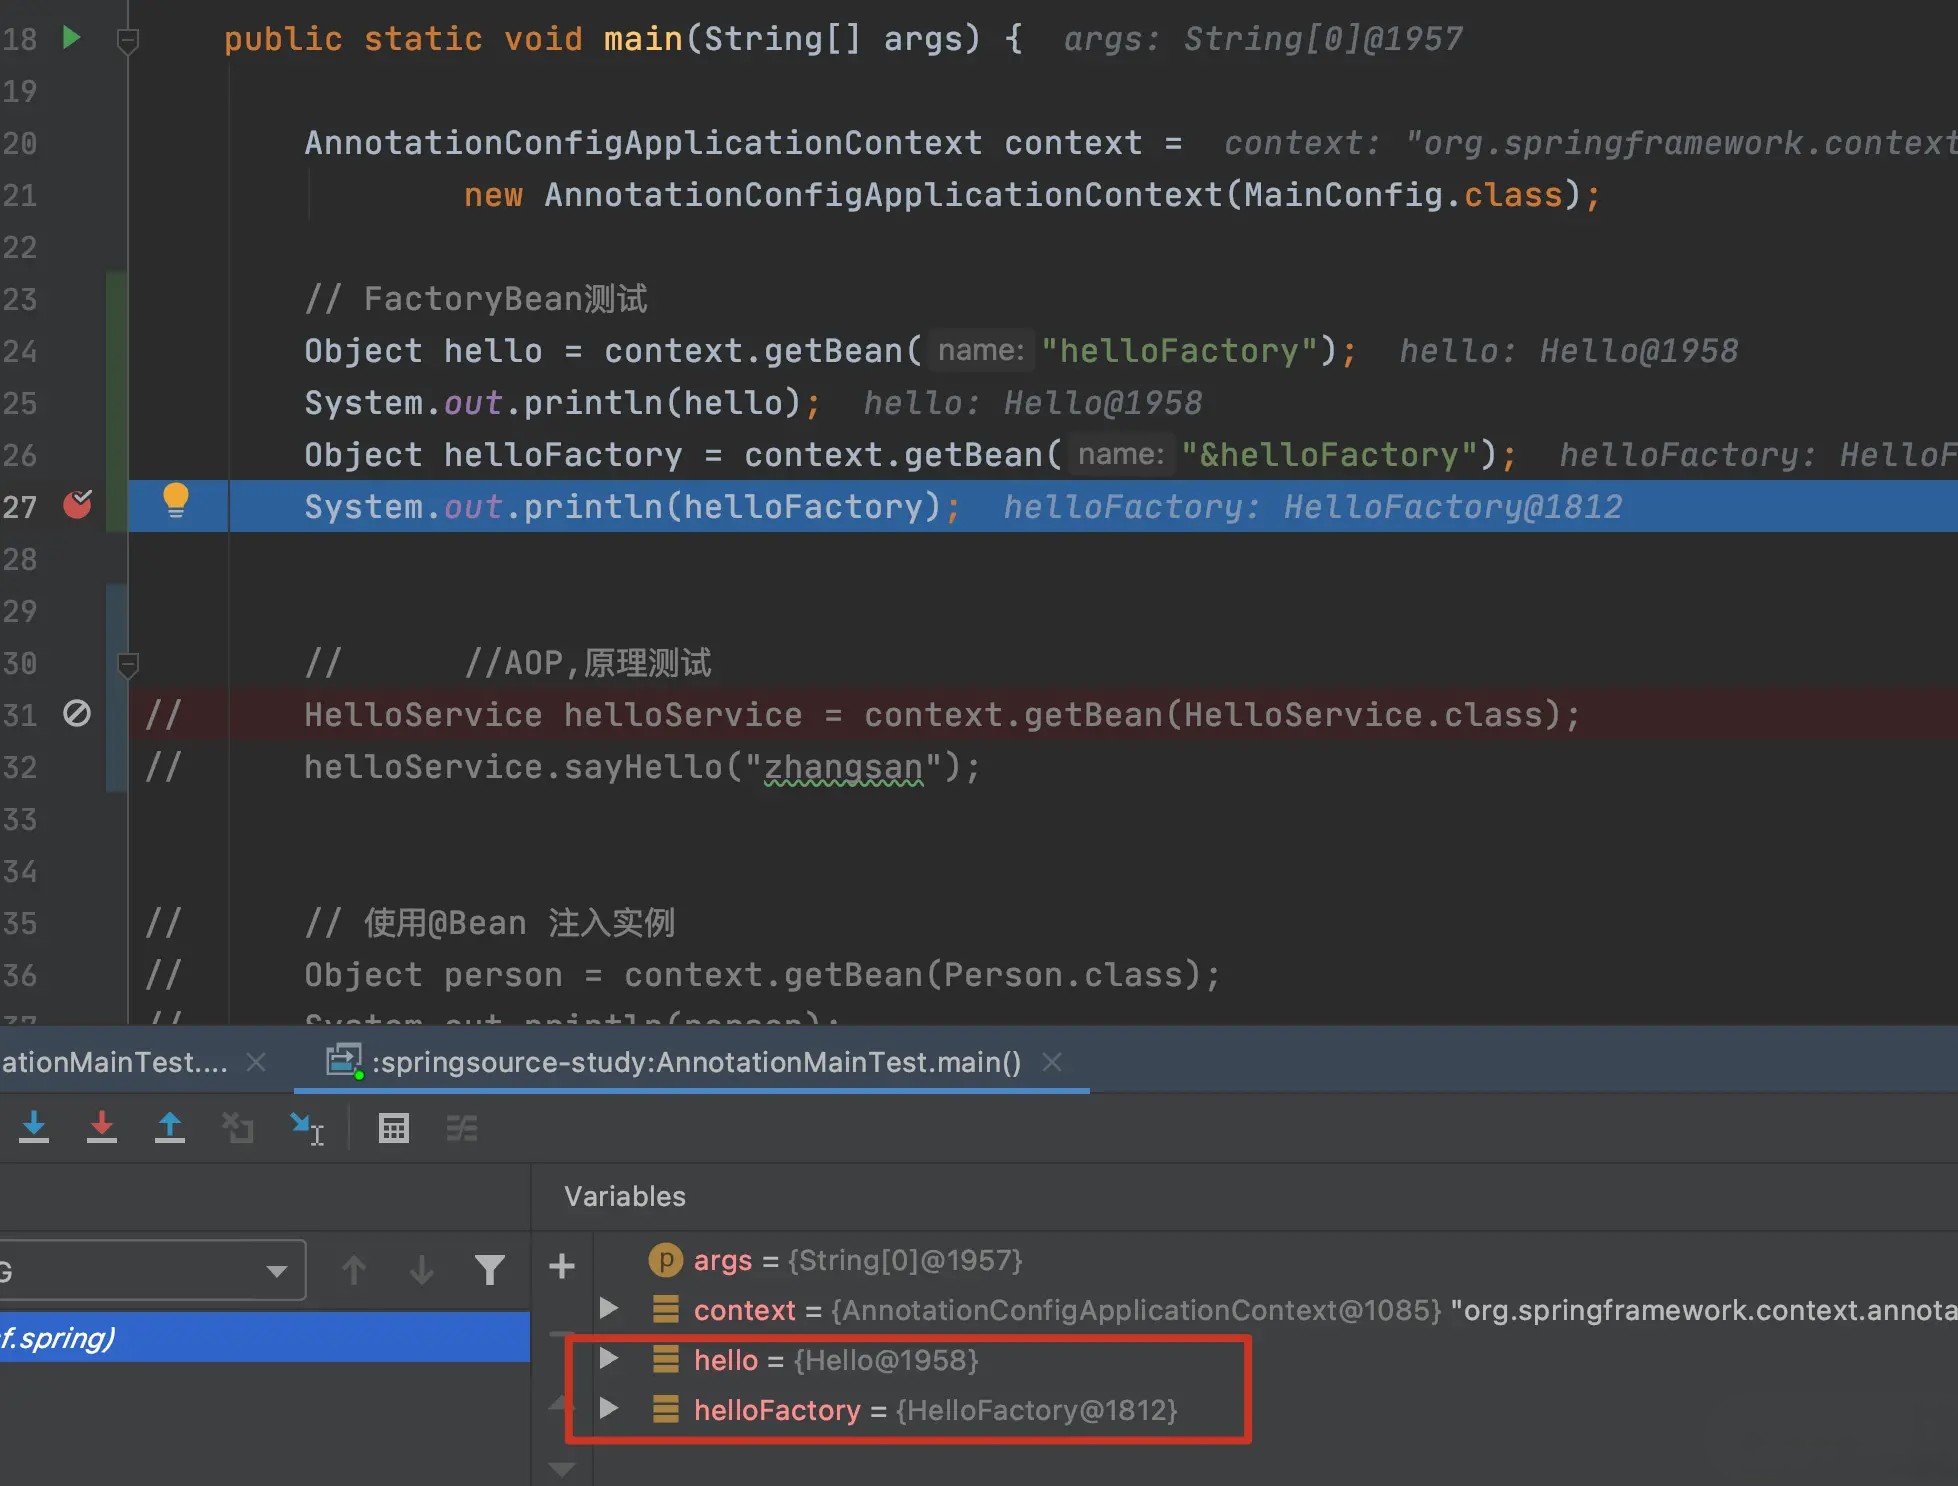 18 public static void main(String[] args) { args: String[0]@1957
19
20 AnnotationConfigApplicationContext context = context: "org.springframework.context
21 new AnnotationConfigApplicationContext(MainConfig.class);
22
23 // FactoryBean测试
24 Object hello = context.getBean( name: "helloFactory"); hello: Hello@1958
25 System.out.println(hello); hello: Hello@1958
26 Object helloFactory = context.getBean( name: "&helloFactory"); helloFactory: HelloF
27 System.out.println(helloFactory); helloFactory: HelloFactory@1812
28
29
30 // //AOP,原理测试
31 // HelloService helloService = context.getBean(HelloService.class);
32 // helloService.sayHello("zhangsan");
33
34
35 // // 使用@Bean 注入实例
36 // Object person = context.getBean(Person.class);
37 // System.out.println(person);
ationMainTest.... :springsource-study:AnnotationMainTest.main()
Variables
args = {String[0]@1957}
context = {AnnotationConfigApplicationContext@1085} "org.springframework.context.annota
f.spring)
hello = {Hello@1958}
helloFactory = {HelloFactory@1812}